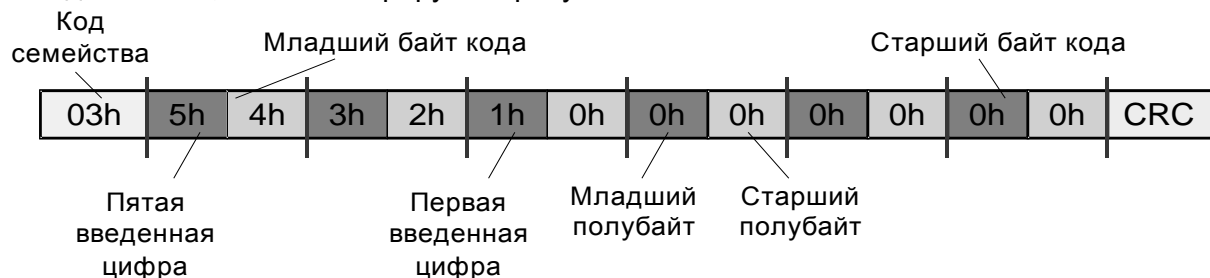 Код
семейства
Младший байт кода
Старший байт кода
03h 5h 4h 3h 2h 1h 0h 0h 0h 0h 0h 0h 0h CRC
Пятая
введенная
цифра
Первая
введенная
цифра
Младший
полубайт
Старший
полубайт